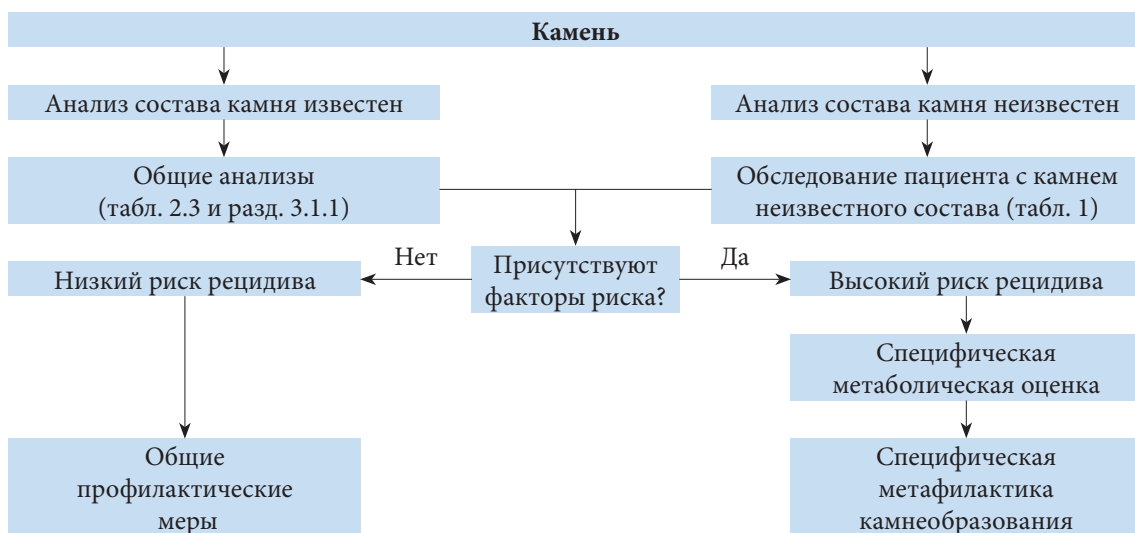 Камень
Анализ состава камня известен
Анализ состава камня неизвестен
Общие анализы
(табл. 2.3 и разд. 3.1.1)
Обследование пациента с камнем
неизвестного состава (табл. 1)
Нет
Да
Низкий риск рецидива
Присутствуют
факторы риска?
Высокий риск рецидива
Специфическая
метаболическая оценка
Общие
профилактические
меры
Специфическая
метафилактика
камнеобразования